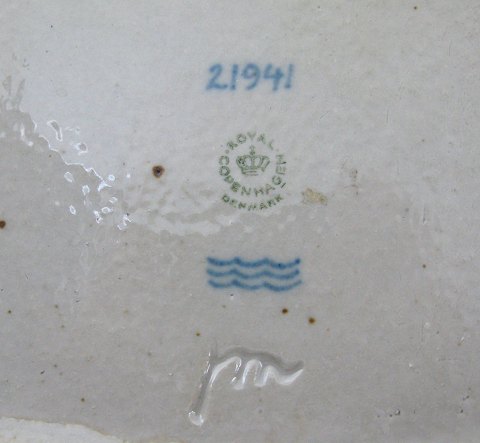 21941
ROYAL
COPENHAGEN
DENMARK